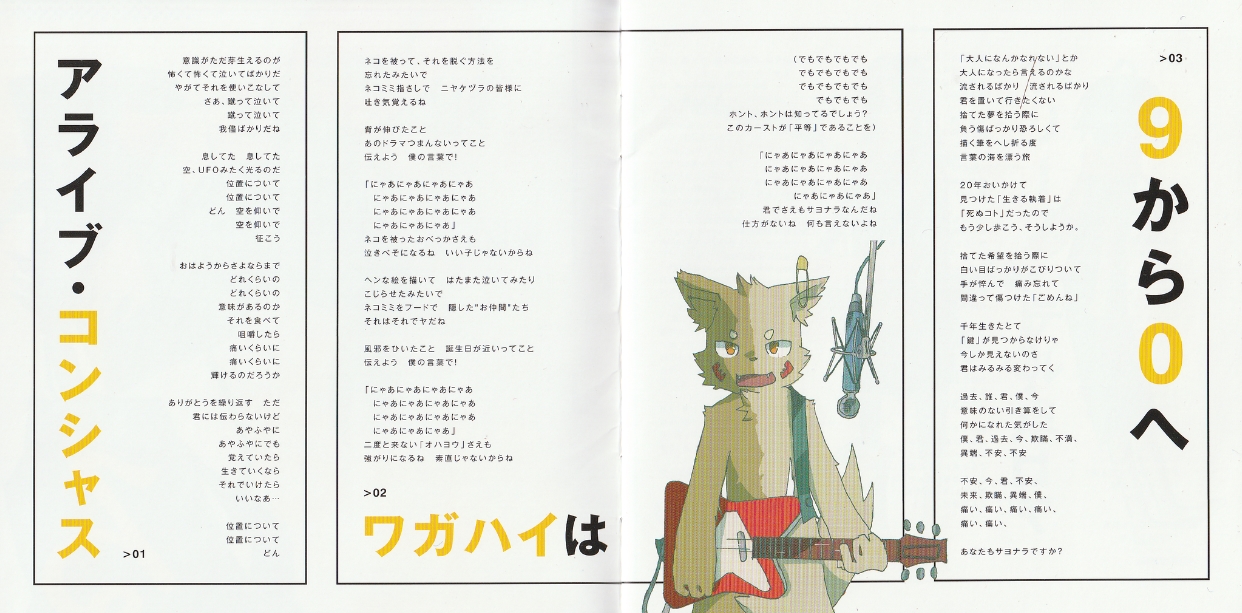 アライブ・コンシャス
>01
意識がただ芽生えるのが
怖くて怖くて泣いてばかりだ
やがてそれを使いこなして
さあ、蹴って泣いて
蹴って泣いて
我儘ばかりだね
息してた　息してた
空、UFOみたく光るのだ
位置について
位置について
どん　空を仰いで
空を仰いで
征こう
おはようからさよならまで
どれくらいの
どれくらいの
意味があるのか
それを食べて
咀嚼したら
痛いくらいに
痛いくらいに
輝けるのだろうか
ありがとうを繰り返す　ただ
君には伝わらないけど
あやふやに
あやふやにでも
覚えていたら
生きていくなら
それでいけたら
いいなあ…
位置について
位置について
どん
>02
ワガハイは
ネコを被って、それを脱ぐ方法を
忘れたみたいで
ネコミミ指さして　ニヤケヅラの皆様に
吐き気覚えるね
背が伸びたこと
あのドラマつまんないってこと
伝えよう　僕の言葉で!
「にゃあにゃあにゃあにゃあ
にゃあにゃあにゃあにゃあ
にゃあにゃあにゃあにゃあ
にゃあにゃあにゃあ」
ネコを被ったおべっかさえも
泣きべそになるね　いい子じゃないからね
ヘンな絵を描いて　はたまた泣いてみたり
こじらせたみたいで
ネコミミをフードで　隠した"お仲間"たち
それはそれでヤだね
風邪をひいたこと　誕生日が近いってこと
伝えよう　僕の言葉で!
「にゃあにゃあにゃあにゃあ
にゃあにゃあにゃあにゃあ
にゃあにゃあにゃあにゃあ
にゃあにゃあにゃあ」
二度と来ない「オハヨウ」さえも
強がりになるね　素直じゃないからね
(でもでもでもでも
でもでもでもでも
でもでもでもでも
でもでもでも
ホント、ホントは知ってるでしょう?
このカーストが「平等」であることを)
「にゃあにゃあにゃあにゃあ
にゃあにゃあにゃあにゃあ
にゃあにゃあにゃあにゃあ
にゃあにゃあにゃあ」
君でさえもサヨナラなんだね
仕方がないね　何も言えないよね
>03
9から0へ
「大人になんかなれない」とか
大人になったら言えるのかな
流されるばかり　流されるばかり
君を置いて行きたくない
捨てた夢を拾う際に
負う傷ばっかり恐ろしくて
描く筆をへし折る度
言葉の海を漂う旅
20年おいかけて
見つけた「生きる執着」は
「死ぬコト」だったので
もう少し歩こう、そうしようか。
捨てた希望を拾う際に
白い目ばっかりがこびりついて
手が悴んで　痛み忘れて
間違って傷つけた「ごめんね」
千年生きたとて
「鍵」が見つからなけりゃ
今しか見えないのさ
君はみるみる変わってく
過去、誰、君、僕、今
意味のない引き算をして
何かになれた気がした
僕、君、過去、今、欺瞞、不満、
異端、不安、不安
不安、今、君、不安、
未来、欺瞞、異端、僕、
痛い、痛い、痛い、痛い、
痛い、痛い、
あなたもサヨナラですか?